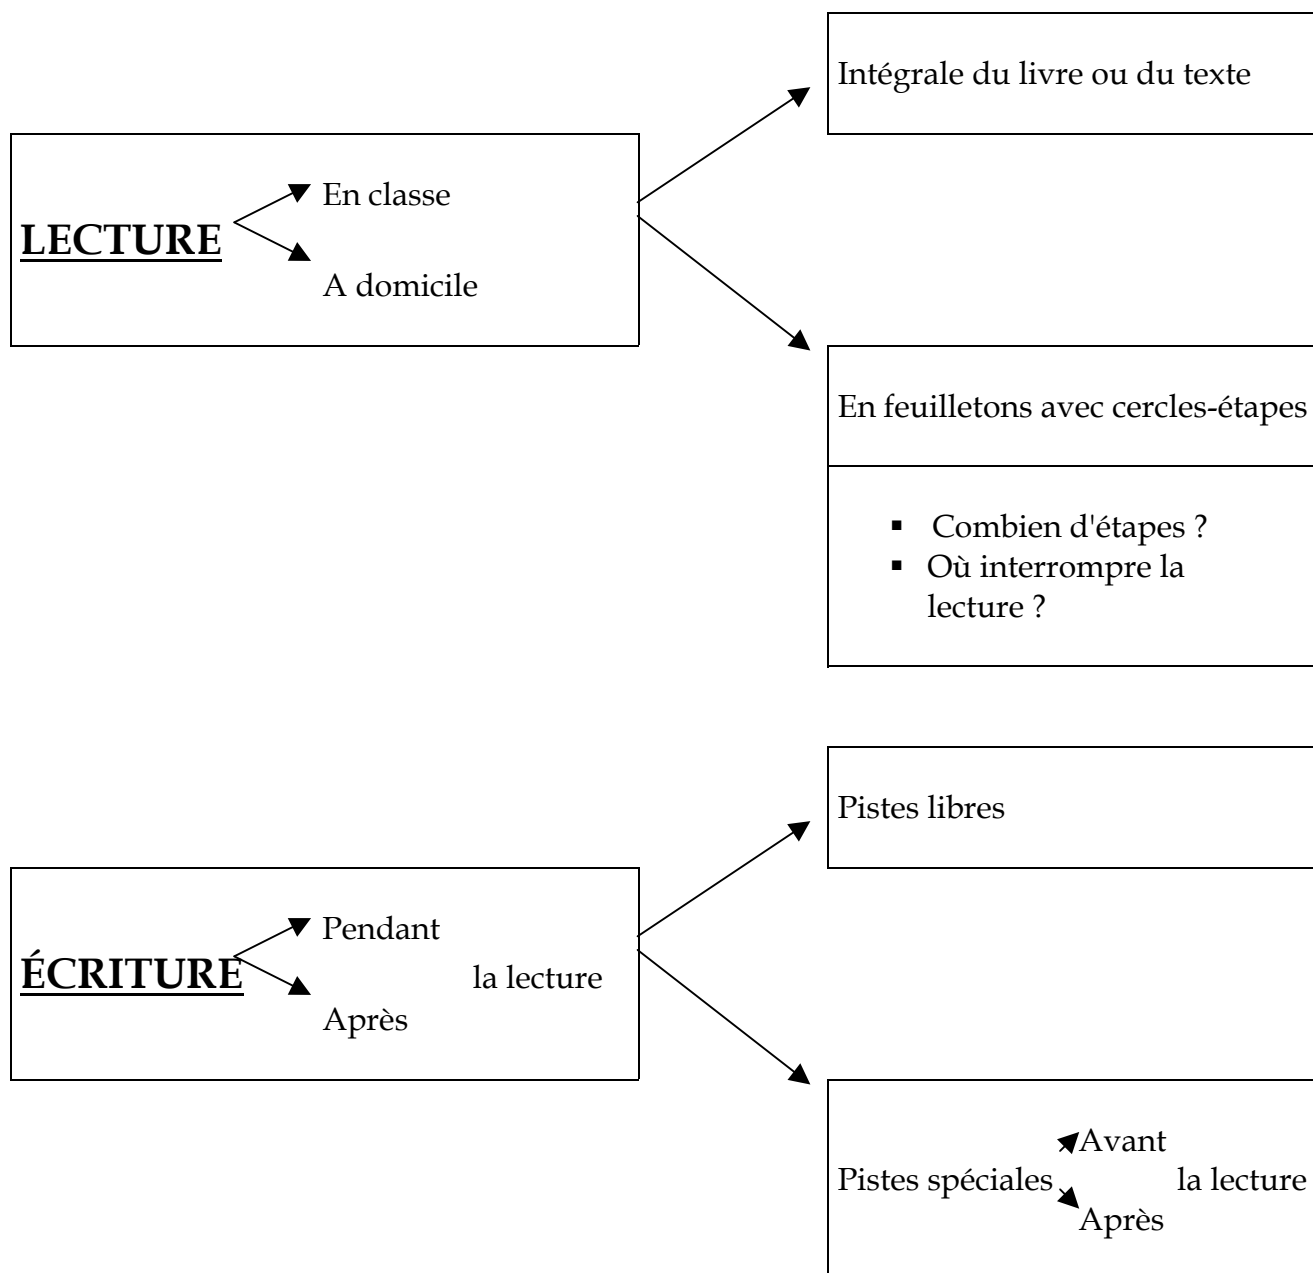 Intégrale du livre ou du texte
En classe
LECTURE
A domicile
En feuilletons avec cercles-étapes
▪ Combien d'étapes ?
▪ Où interrompre la
lecture ?
Pistes libres
Pendant
ÉCRITURE
la lecture
Après
Avant
Pistes spéciales
la lecture
Après